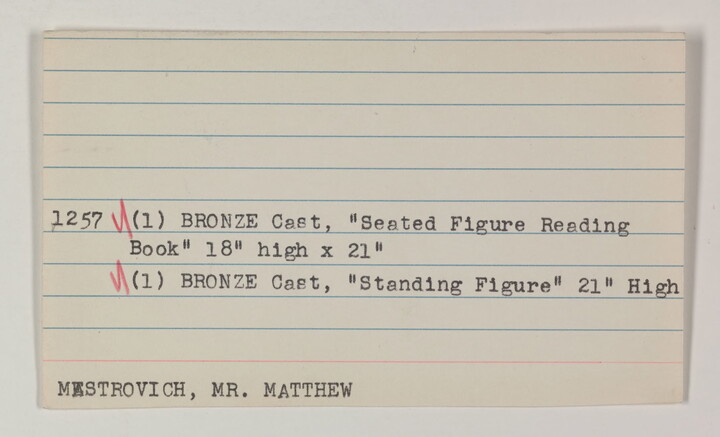 1257 (1) BRONZE Cast, "Seated Figure Reading
Book" 18" high x 21"
(1) BRONZE Cast, "Standing Figure" 21" High
MESTROVICH, MR. MATTHEW